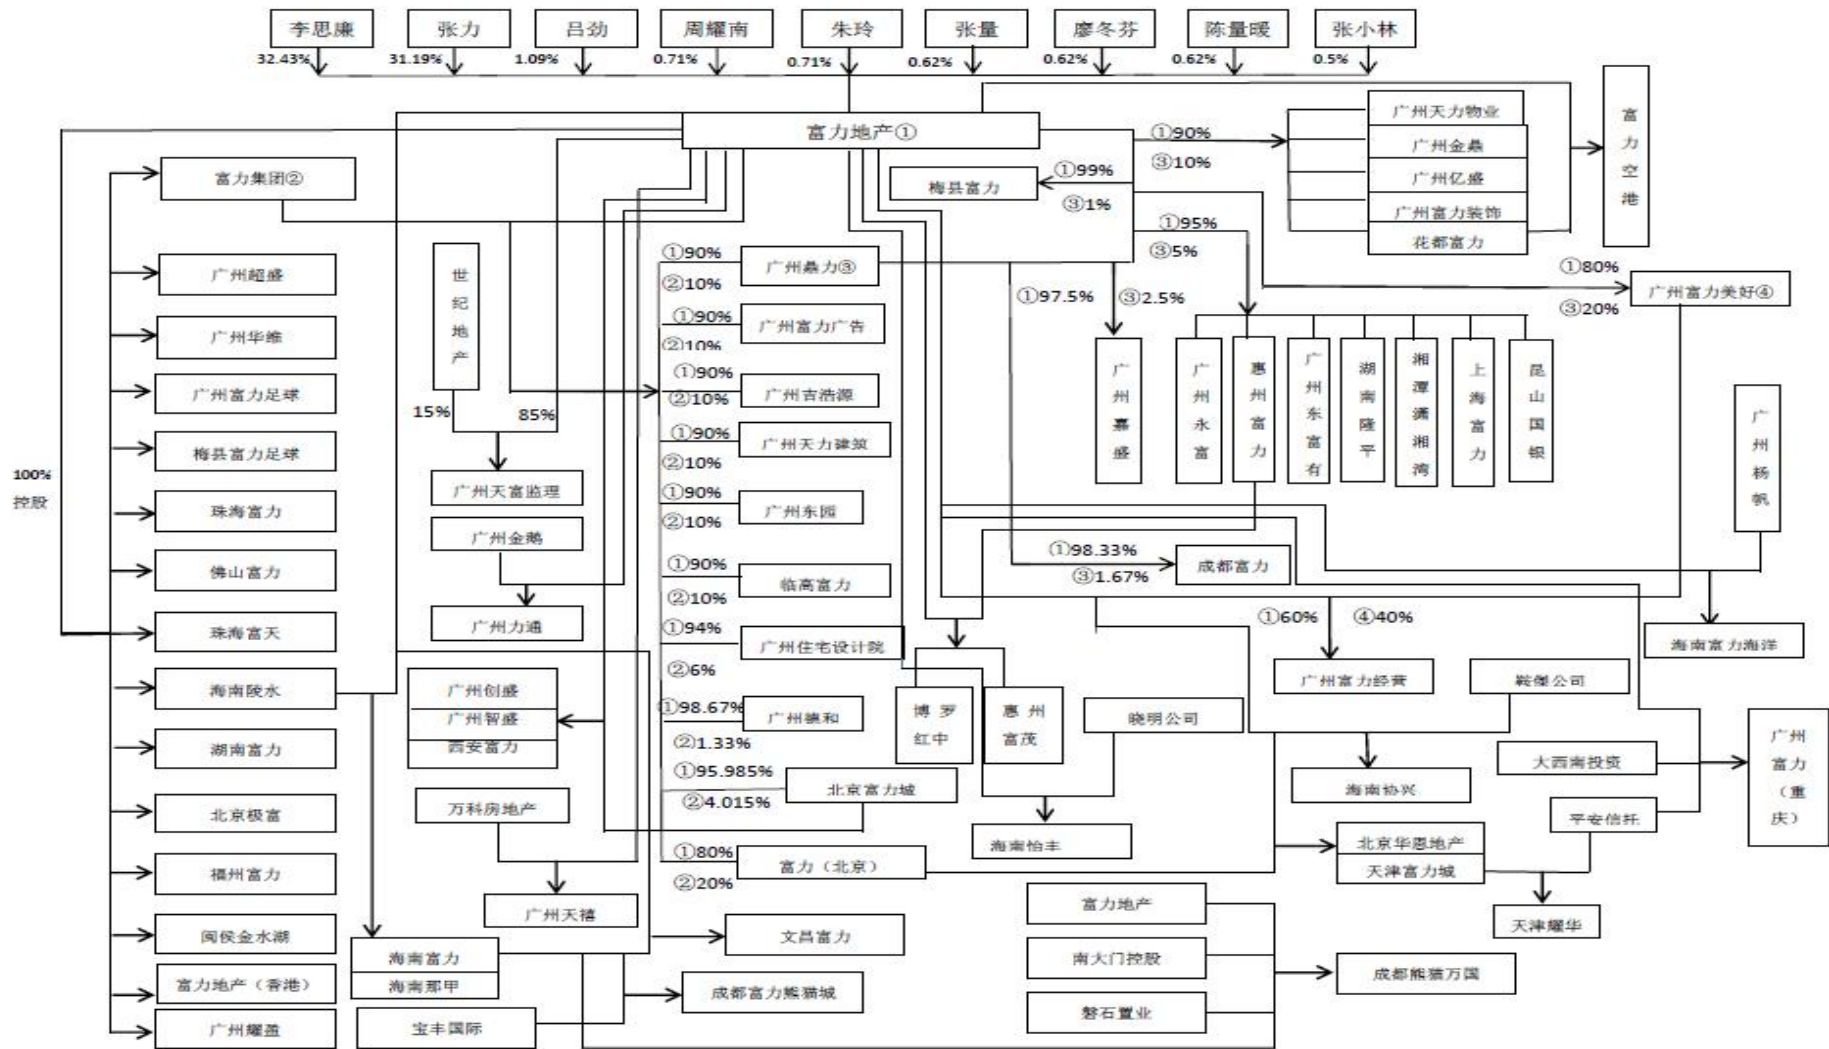 李思廉
张力
吕劲
周耀南
朱玲
张量
廖冬芬
陈量暖
张小林
32.43%
31.19%
1.09%
0.71%
0.71%
0.62%
0.62%
0.62%
0.5%
富力地产①
富力空港
①90%
③10%
广州天力物业
广州金鼎
广州亿盛
广州富力装饰
花都富力
①99%
③1%
梅县富力
富力集团②
①95%
③5%
①80%
③20%
广州富力美好④
100%
控股
广州超盛
广州华维
广州富力足球
梅县富力足球
珠海富力
佛山富力
珠海富天
海南陵水
湖南富力
北京极富
福州富力
闽侯金水湖
富力地产（香港）
广州耀盈
世纪地产
15%
85%
广州天富监理
广州金鹅
广州力通
广州创盛
广州智盛
西安富力
万科房地产
广州天禧
海南富力
海南那甲
宝丰国际
①90%
②10%
广州鼎力③
①90%
②10%
广州富力广告
①90%
②10%
广州吉浩源
①90%
②10%
广州天力建筑
①90%
②10%
广州东园
①90%
②10%
临高富力
①94%
②6%
广州住宅设计院
①98.67%
②1.33%
广州德和
①95.985%
②4.015%
北京富力城
①80%
②20%
富力（北京）
文昌富力
成都富力熊猫城
①97.5%
③2.5%
广州嘉盛
广州永富
惠州富力
广州东富有
湖南隆平
湘潭潇湘湾
上海富力
昆山国银
广州杨帆
①98.33%
③1.67%
成都富力
①60%
④40%
广州富力经营
海南富力海洋
博罗
红中
惠州
富茂
晓明公司
海南怡丰
鞍傑公司
海南协兴
大西南投资
平安信托
广州富力（重庆）
北京华恩地产
天津富力城
天津耀华
富力地产
南大门控股
磐石置业
成都熊猫万国